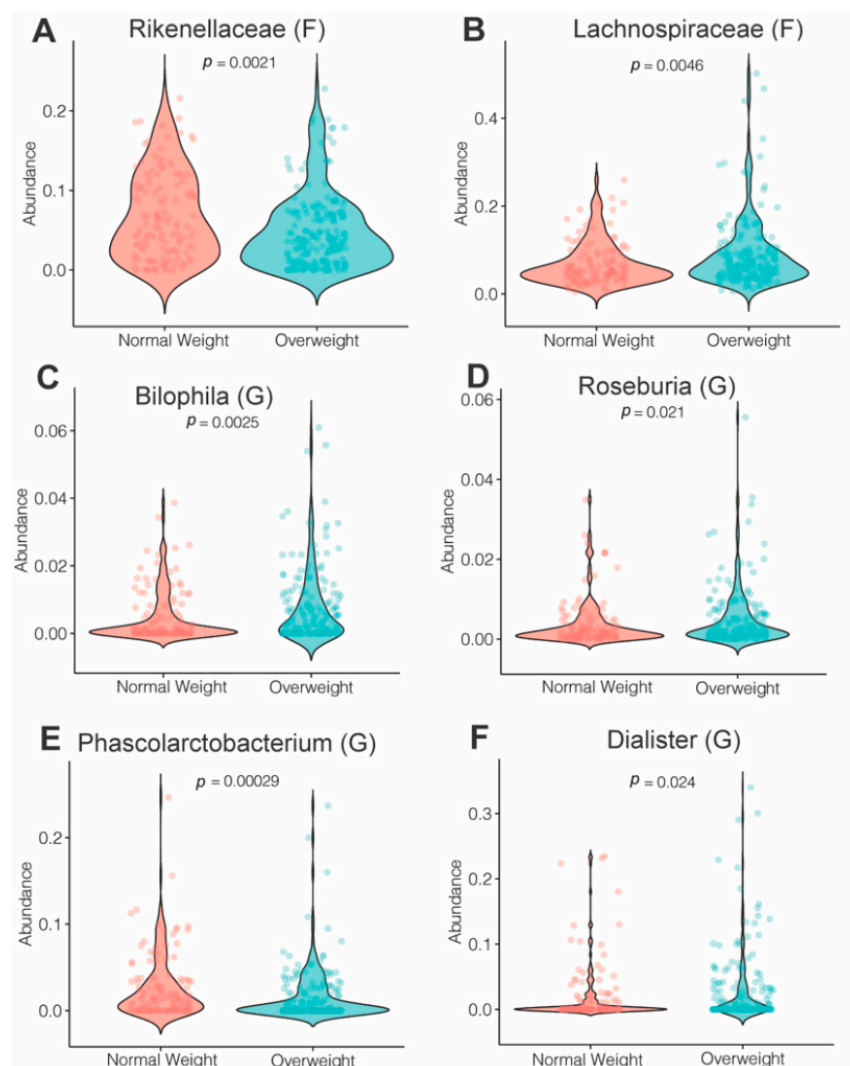 A Rikenellaceae (F)
p = 0.0021
Abundance
0.2
0.1
0.0
Normal Weight Overweight
B Lachnospiraceae (F)
p = 0.0046
Abundance
0.4
0.2
0.0
Normal Weight Overweight
C Bilophila (G)
p = 0.0025
Abundance
0.06
0.04
0.02
0.00
Normal Weight Overweight
D Roseburia (G)
p = 0.021
Abundance
0.06
0.04
0.02
0.00
Normal Weight Overweight
E Phascolarctobacterium (G)
p = 0.00029
Abundance
0.2
0.1
0.0
Normal Weight Overweight
F Dialister (G)
p = 0.024
Abundance
0.3
0.2
0.1
0.0
Normal Weight Overweight